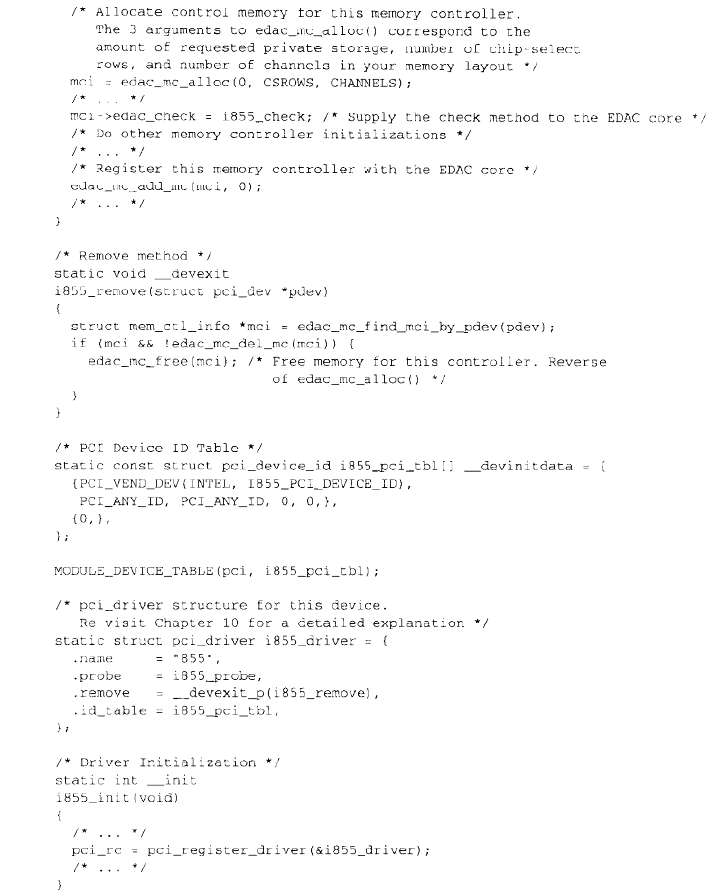 /* Allocate control memory for this memory controller.
The 3 arguments to edac_mc_alloc() correspond to the
amount of requested private storage, number of chip-select
rows, and number of channels in your memory layout */
mci = edac_mc_alloc(0, CSROWS, CHANNELS);
/* ... */
mci->edac_check = i855_check; /* Supply the check method to the EDAC core */
/* Do other memory controller initializations */
/* ... */
/* Register this memory controller with the EDAC core */
edac_mc_add_mc(mci, 0);
/* ... */
}
/* Remove method */
static void __devexit
i855_remove(struct pci_dev *pdev)
{
struct mem_ctl_info *mci = edac_mc_find_mci_by_pdev(pdev);
if (mci && !edac_mc_del_mc(mci)) {
edac_mc_free(mci); /* Free memory for this controller. Reverse
of edac_mc_alloc() */
}
}
/* PCI Device ID Table */
static const struct pci_device_id i855_pci_tbl[] __devinitdata = {
{PCI_VEND_DEV(INTEL, I855_PCI_DEVICE_ID),
PCI_ANY_ID, PCI_ANY_ID, 0, 0,},
{0,},
};
MODULE_DEVICE_TABLE(pci, i855_pci_tbl);
/* pci_driver structure for this device.
Re visit Chapter 10 for a detailed explanation */
static struct pci_driver i855_driver = {
.name = "855",
.probe = i855_probe,
.remove = __devexit_p(i855_remove),
.id_table = i855_pci_tbl,
};
/* Driver Initialization */
static int __init
i855_init(void)
{
/* ... */
pci_rc = pci_register_driver(&i855_driver);
/* ... */
}